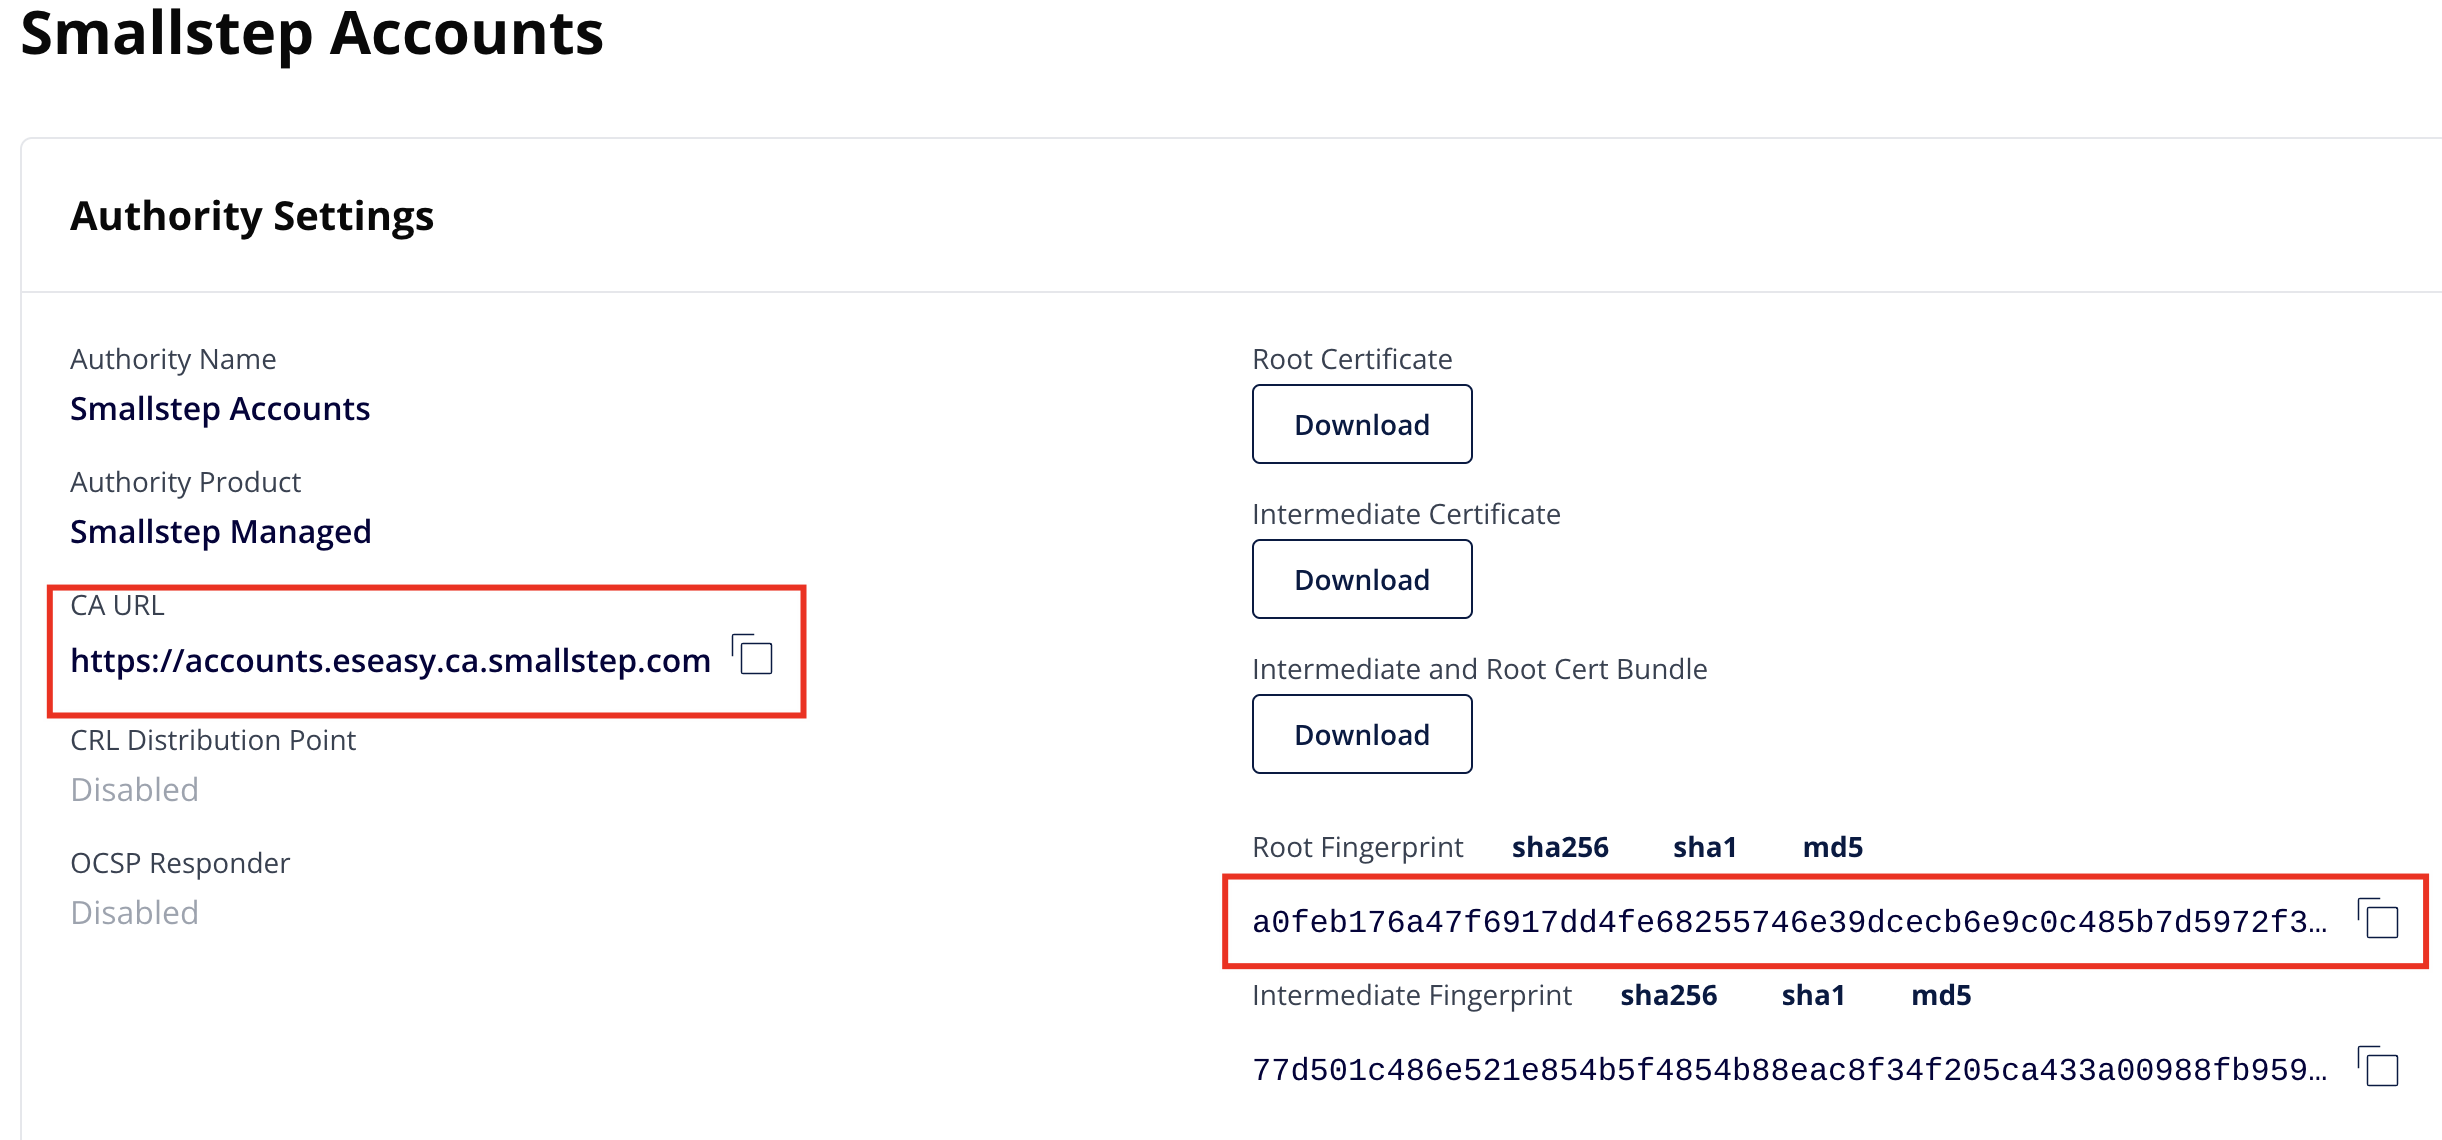 Smallstep Accounts
Authority Settings
Authority Name
Smallstep Accounts
Authority Product
Smallstep Managed
CA URL
https://accounts.eseasy.ca.smallstep.com
CRL Distribution Point
Disabled
OCSP Responder
Disabled
Root Certificate
Download
Intermediate Certificate
Download
Intermediate and Root Cert Bundle
Download
Root Fingerprint sha256 sha1 md5
a0feb176a47f6917dd4fe68255746e39dcecb6e9c0c485b7d5972f3…
Intermediate Fingerprint sha256 sha1 md5
77d501c486e521e854b5f4854b88eac8f34f205ca433a00988fb959…